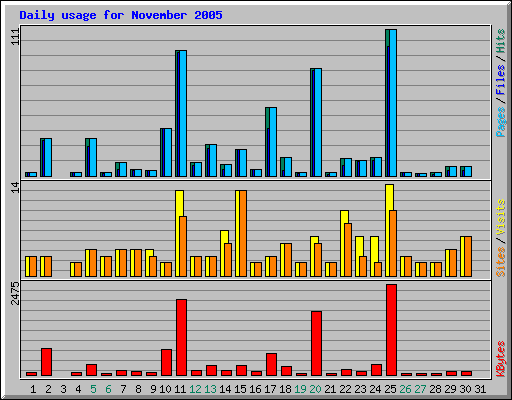 Daily usage for November 2005
111
Pages / Files / Hits
14
Sites / Visits
2475
KBytes
1 2 3 4 5 6 7 8 9 10 11 12 13 14 15 16 17 18 19 20 21 22 23 24 25 26 27 28 29 30 31